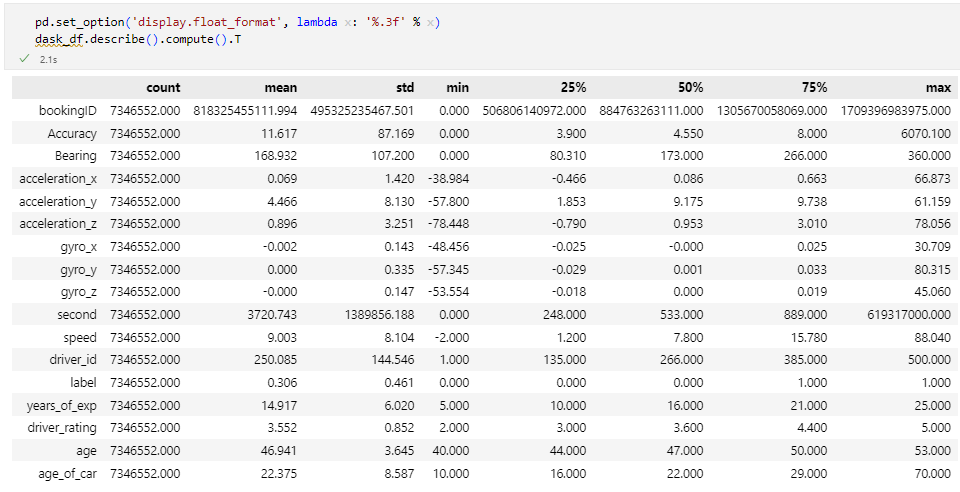 pd.set_option('display.float_format', lambda x: '%.3f' % x)
dask_df.describe().compute().T
2.1s
count mean std min 25% 50% 75% max
bookingID 7346552.000 818325455111.994 495325235467.501 0.000 506806140972.000 884763263111.000 1305670058069.000 1709396983975.000
Accuracy 7346552.000 11.617 87.169 0.000 3.900 4.550 8.000 6070.100
Bearing 7346552.000 168.932 107.200 0.000 80.310 173.000 266.000 360.000
acceleration_x 7346552.000 0.069 1.420 -38.984 -0.466 0.086 0.663 66.873
acceleration_y 7346552.000 4.466 8.130 -57.800 1.853 9.175 9.738 61.159
acceleration_z 7346552.000 0.896 3.251 -78.448 -0.790 0.953 3.010 78.056
gyro_x 7346552.000 -0.002 0.143 -48.456 -0.025 -0.000 0.025 30.709
gyro_y 7346552.000 0.000 0.335 -57.345 -0.029 0.001 0.033 80.315
gyro_z 7346552.000 -0.000 0.147 -53.554 -0.018 0.000 0.019 45.060
second 7346552.000 3720.743 1389856.188 0.000 248.000 533.000 889.000 619317000.000
speed 7346552.000 9.003 8.104 -2.000 1.200 7.800 15.780 88.040
driver_id 7346552.000 250.085 144.546 1.000 135.000 266.000 385.000 500.000
label 7346552.000 0.306 0.461 0.000 0.000 0.000 1.000 1.000
years_of_exp 7346552.000 14.917 6.020 5.000 10.000 16.000 21.000 25.000
driver_rating 7346552.000 3.552 0.852 2.000 3.000 3.600 4.400 5.000
age 7346552.000 46.941 3.645 40.000 44.000 47.000 50.000 53.000
age_of_car 7346552.000 22.375 8.587 10.000 16.000 22.000 29.000 70.000